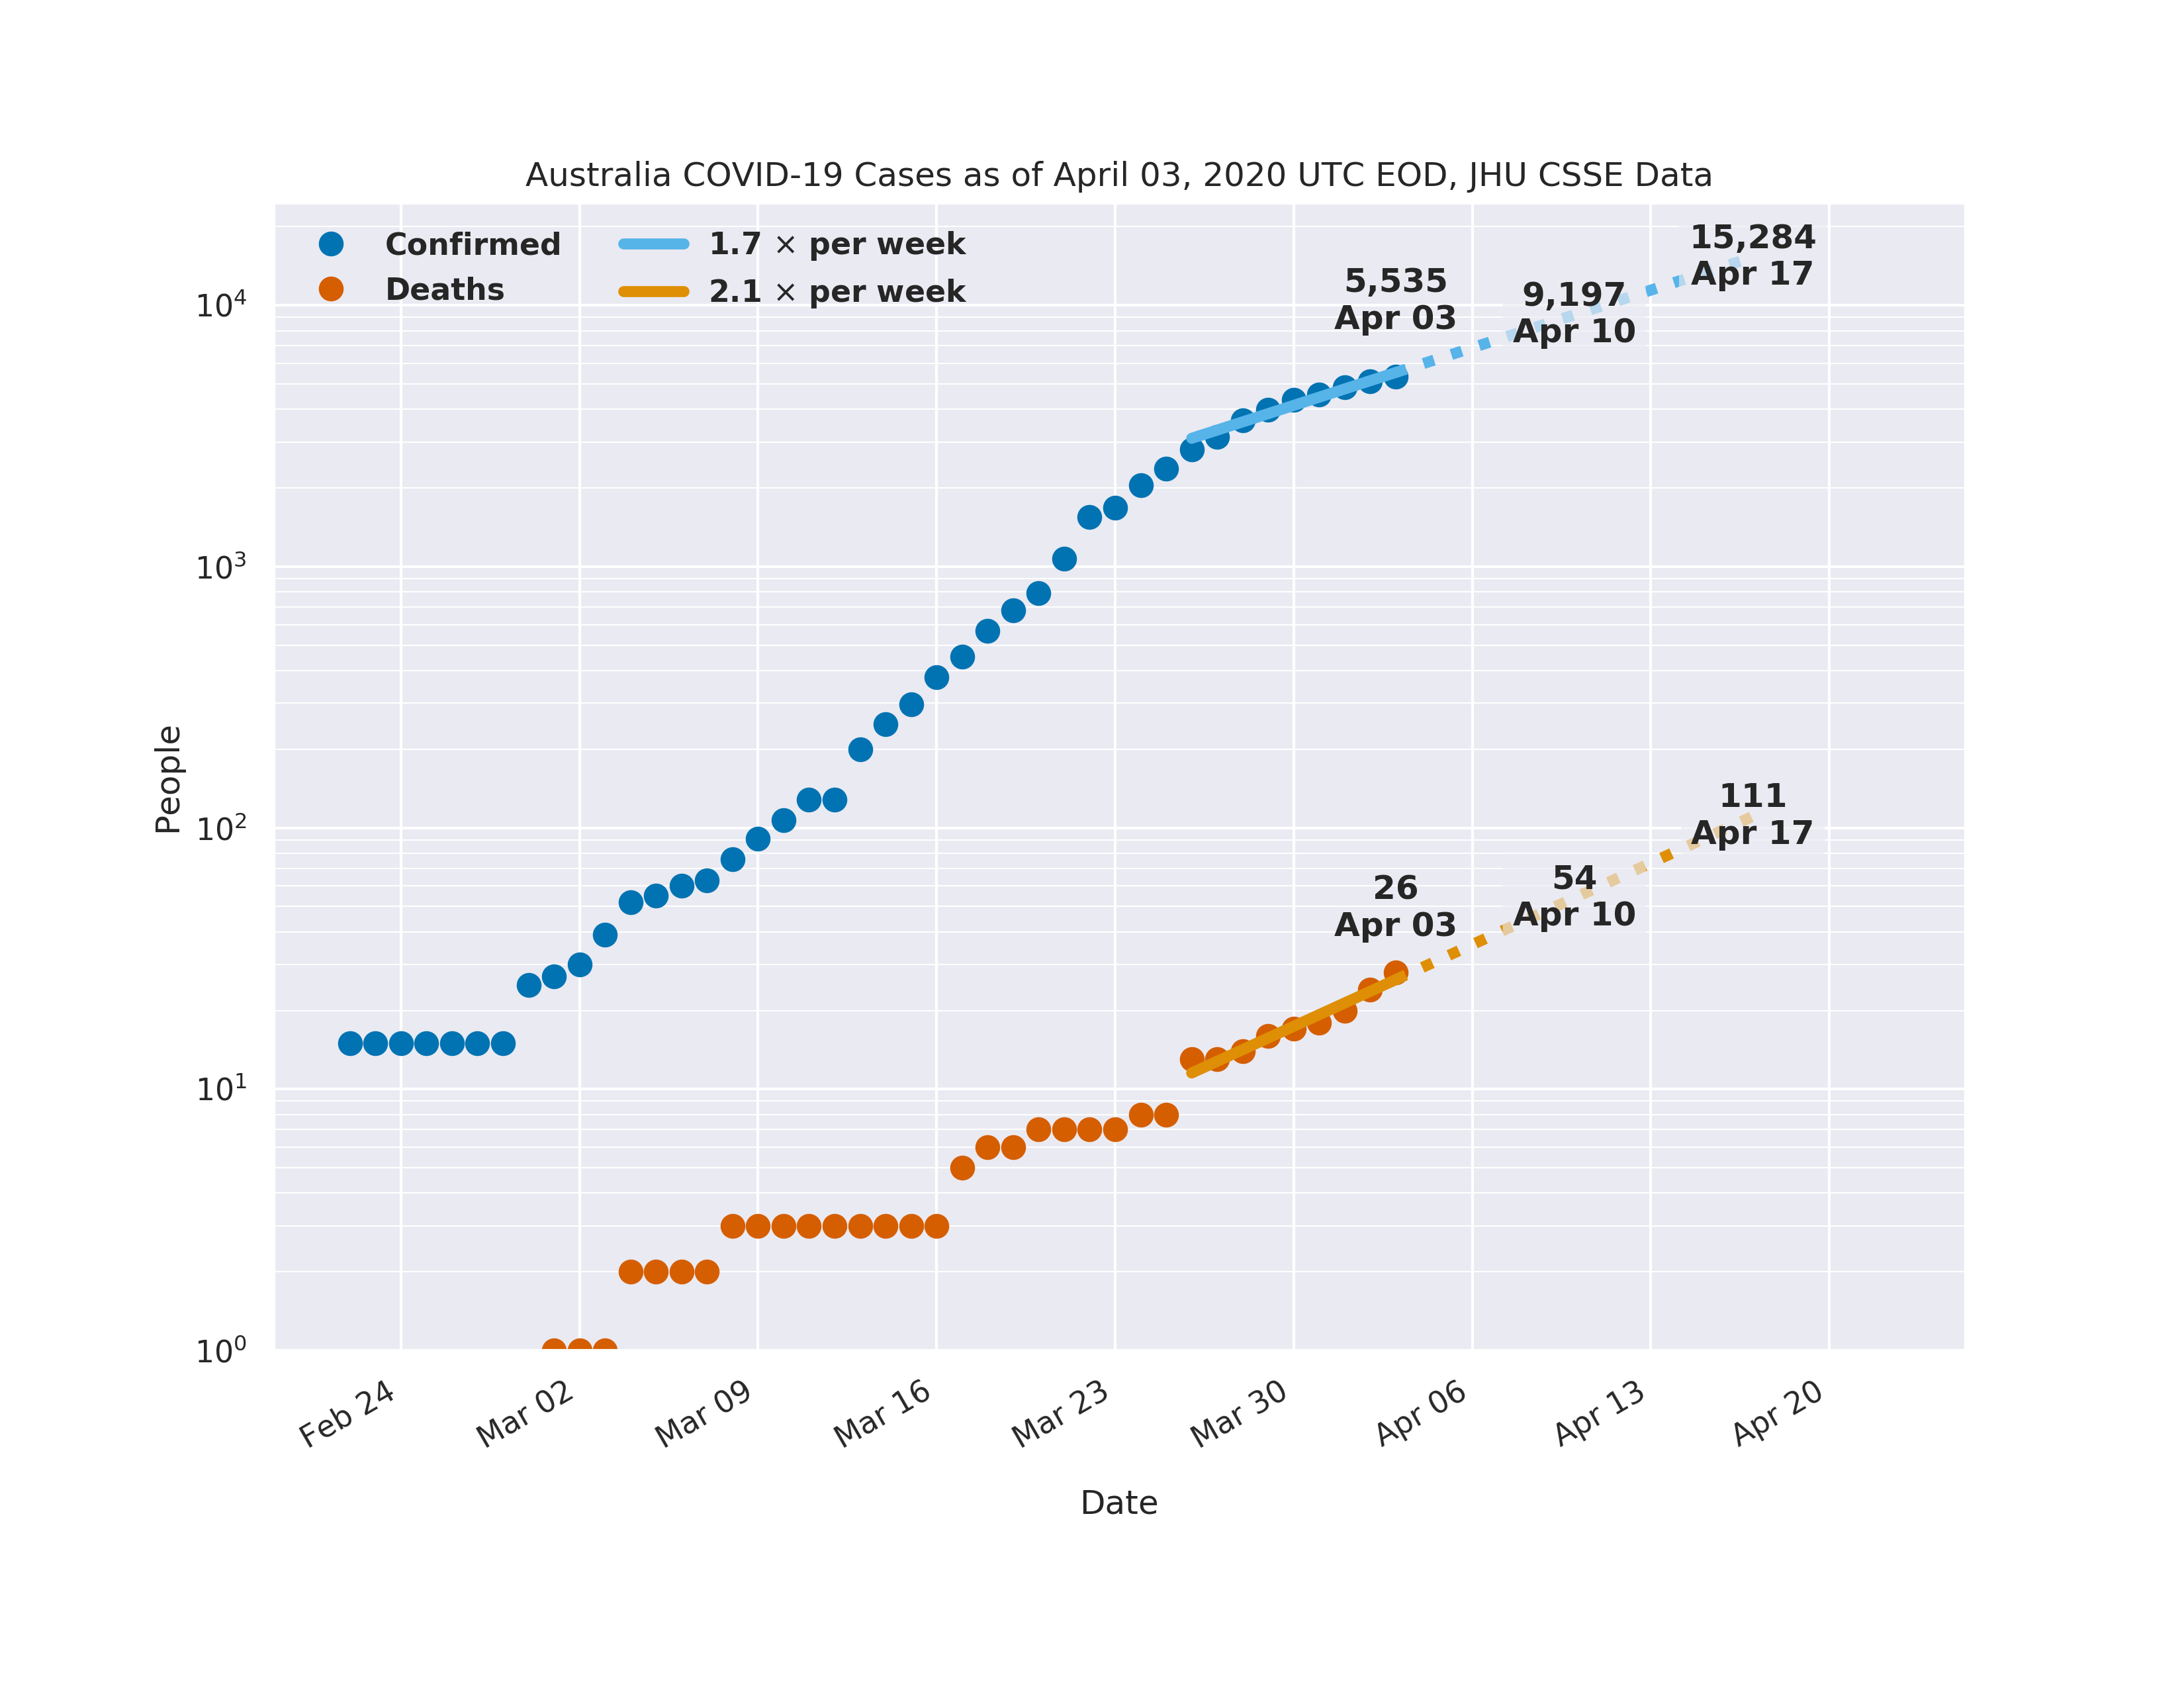 Australia COVID-19 Cases as of April 03, 2020 UTC EOD, JHU CSSE Data
Confirmed
Deaths
1.7 × per week
2.1 × per week
5,535
Apr 03
9,197
Apr 10
15,284
Apr 17
26
Apr 03
54
Apr 10
111
Apr 17
People
10⁴
10³
10²
10¹
10⁰
Feb 24
Mar 02
Mar 09
Mar 16
Mar 23
Mar 30
Apr 06
Apr 13
Apr 20
Date